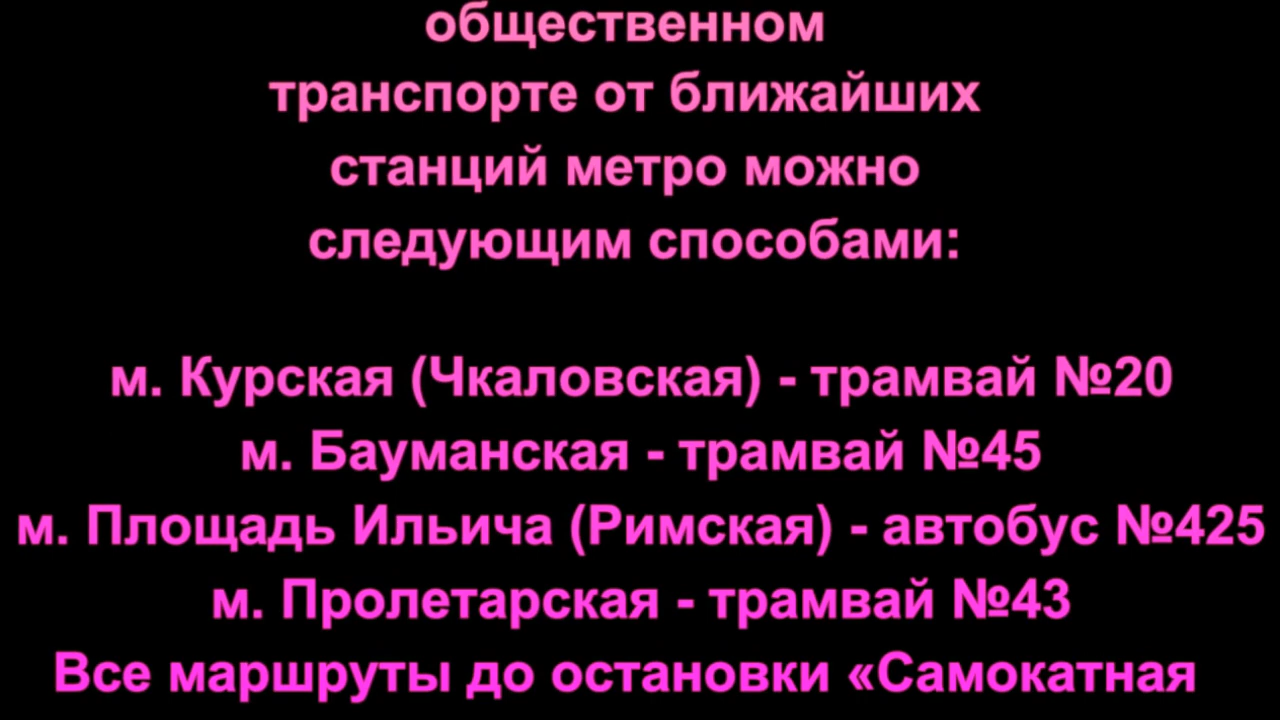 общественном
транспорте от ближайших
станций метро можно
следующим способами:
м. Курская (Чкаловская) - трамвай №20
м. Бауманская - трамвай №45
м. Площадь Ильича (Римская) - автобус №425
м. Пролетарская - трамвай №43
Все маршруты до остановки «Самокатная